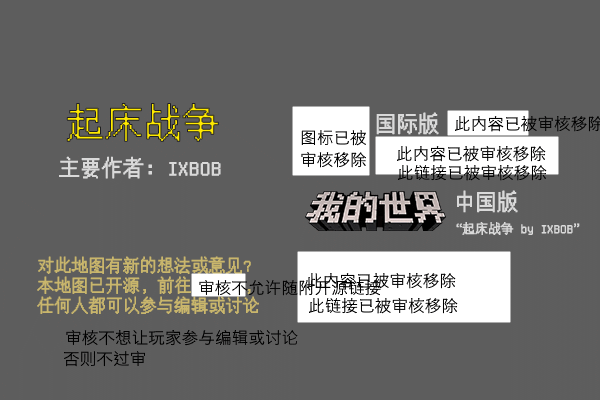 起床战争
主要作者：IXBOB
图标已被
审核移除
国际版 此内容已被审核移除
此内容已被审核移除
此链接已被审核移除
我的世界 中国版
“起床战争 by IXBOB”
对此地图有新的想法或意见？
本地图已开源，前往 审核不允许随附开源链接
任何人都可以参与编辑或讨论
此内容已被审核移除
此链接已被审核移除
审核不想让玩家参与编辑或讨论
否则不过审